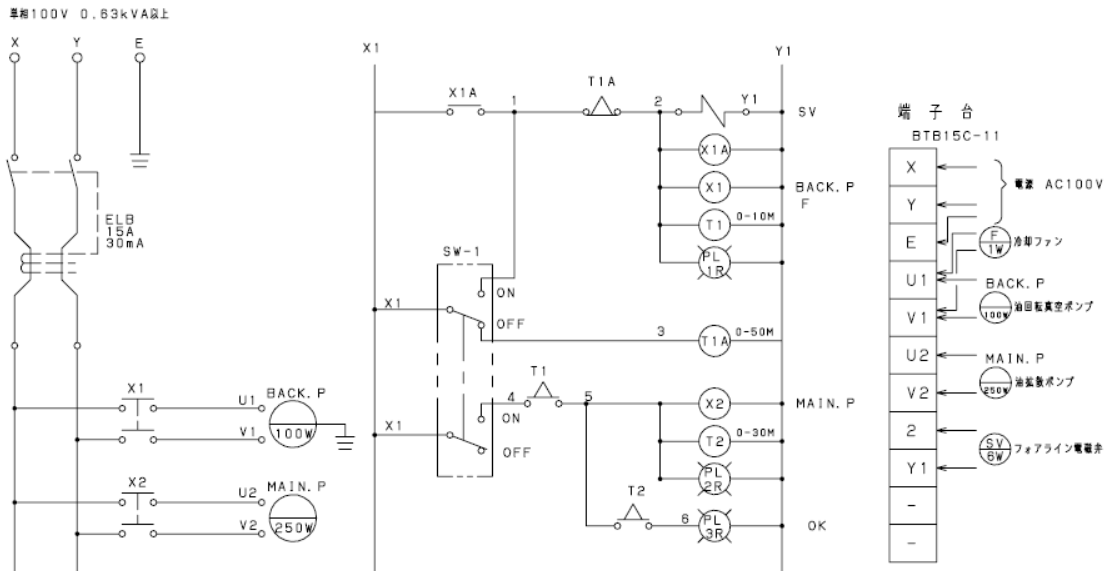 単相100V 0.63kVA以上
X Y E
ELB
15A
30mA
X1
U1
BACK.P
V1
100W
X2
U2
MAIN.P
V2
250W
X1
Y1
X1A
1
T1A
2
Y1
SV
X1A
X1
BACK.P
F
T1
0-10M
PL
1R
SW-1
ON
X1
OFF
3
T1A
0-50M
T1
4
5
ON
X1
OFF
X2
MAIN.P
T2
0-30M
PL
2R
T2
6
PL
3R
OK
端子台
BTB15C-11
X
Y
電源 AC100V
E
F
1W
冷却ファン
U1
BACK.P
V1
100W
油回転真空ポンプ
U2
MAIN.P
V2
250W
油拡散ポンプ
2
SV
6W
フォアライン電磁弁
Y1
-
-